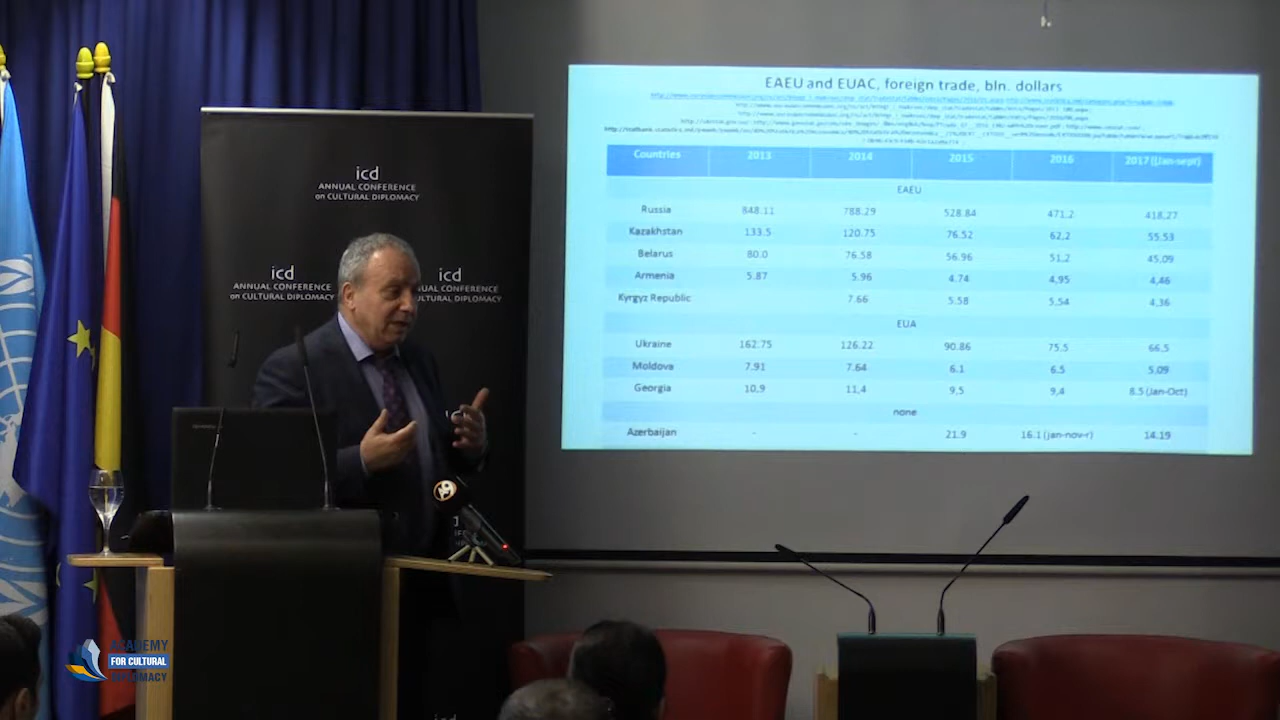 EAEU and EUAC, foreign trade, bln. dollars
Countries 2013 2014 2015 2016 2017 (Jan-sept)
EAEU
Russia 848.11 788.29 528.84 471.2 418.27
Kazakhstan 133.5 120.75 76.52 62.2 55.53
Belarus 80.0 76.58 56.96 51.2 45,09
Armenia 5.87 5.96 4.74 4,95 4,46
Kyrgyz Republic 7.66 5.58 5,54 4,36
EUA
Ukraine 162.75 126.22 90.86 75.5 66.5
Moldova 7.91 7.64 6.1 6.5 5,09
Georgia 10.9 11,4 9,5 9,4 8.5 (Jan-Oct)
none
Azerbaijan - - 21.9 16.1 (jan-nov-r) 14.19
icd
ANNUAL CONFERENCE
on CULTURAL DIPLOMACY
icd
ANNUAL CONFERENCE
on CULTURAL DIPLOMACY
icd
ANNUAL CONFERENCE
CULTURAL DIPLOMACY
ACADEMY
FOR CULTURAL
DIPLOMACY